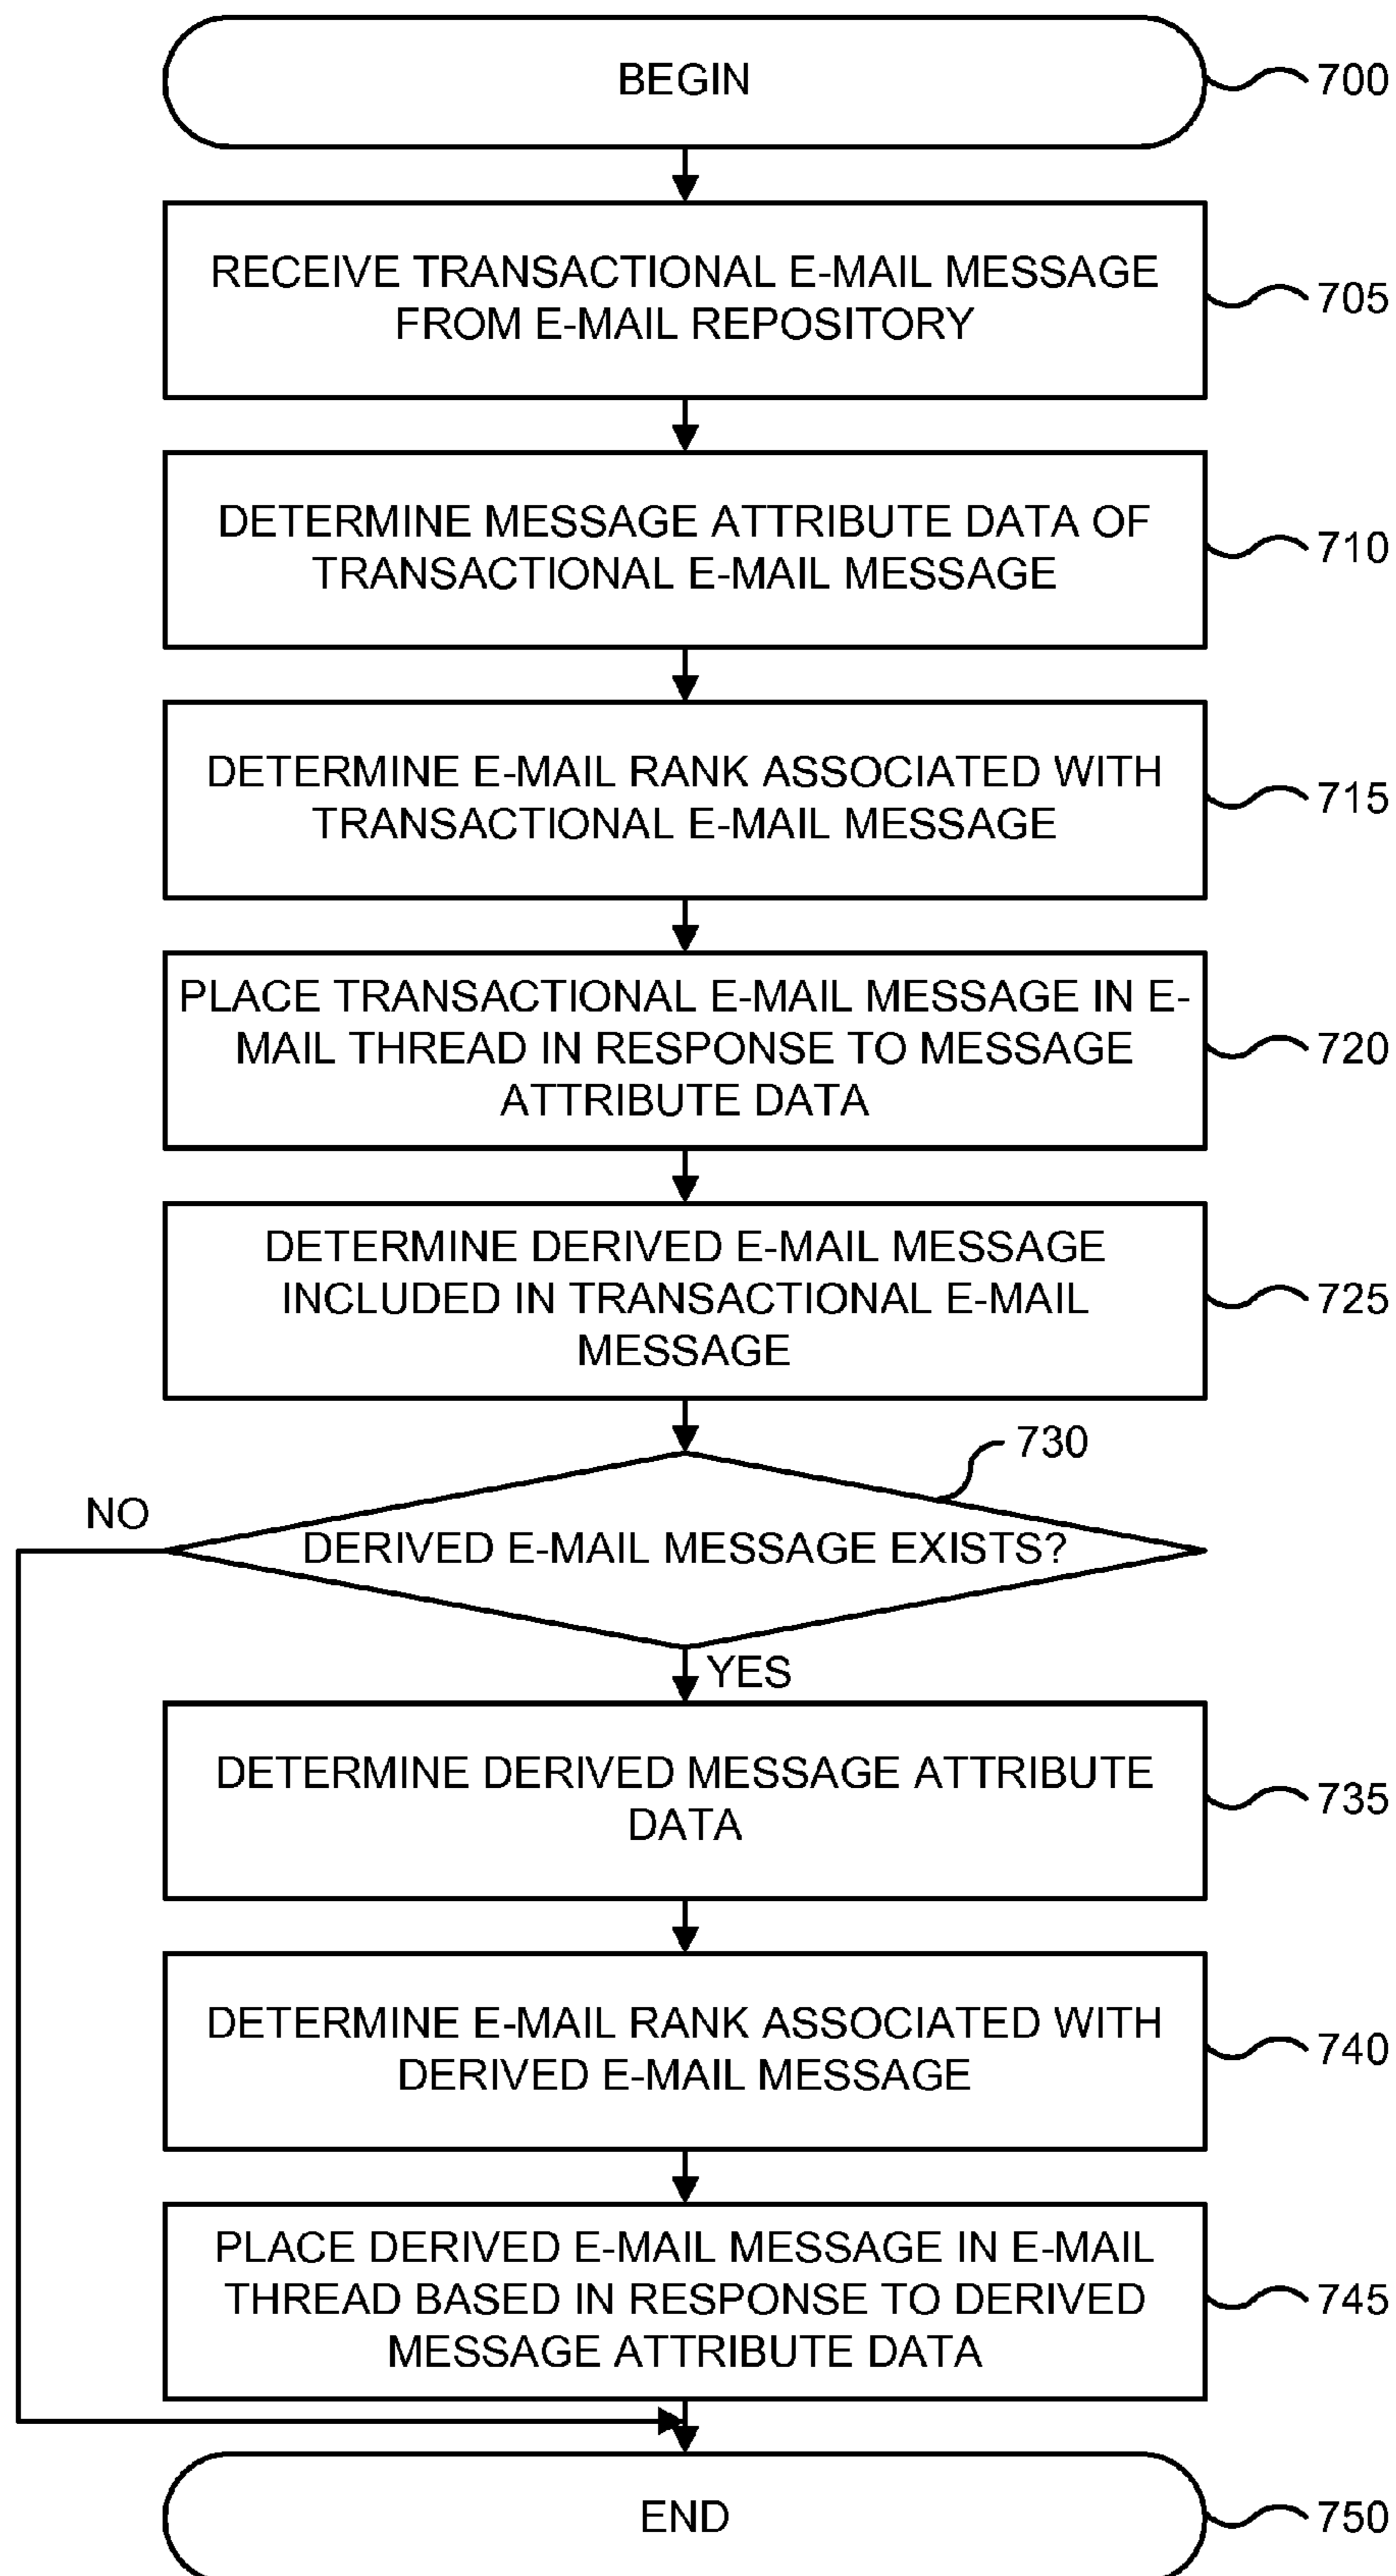 BEGIN
700
RECEIVE TRANSACTIONAL E-MAIL MESSAGE
FROM E-MAIL REPOSITORY
705
DETERMINE MESSAGE ATTRIBUTE DATA OF
TRANSACTIONAL E-MAIL MESSAGE
710
DETERMINE E-MAIL RANK ASSOCIATED WITH
TRANSACTIONAL E-MAIL MESSAGE
715
PLACE TRANSACTIONAL E-MAIL MESSAGE IN E-
MAIL THREAD IN RESPONSE TO MESSAGE
ATTRIBUTE DATA
720
DETERMINE DERIVED E-MAIL MESSAGE
INCLUDED IN TRANSACTIONAL E-MAIL
MESSAGE
725
730
NO
DERIVED E-MAIL MESSAGE EXISTS?
YES
DETERMINE DERIVED MESSAGE ATTRIBUTE
DATA
735
DETERMINE E-MAIL RANK ASSOCIATED WITH
DERIVED E-MAIL MESSAGE
740
PLACE DERIVED E-MAIL MESSAGE IN E-MAIL
THREAD BASED IN RESPONSE TO DERIVED
MESSAGE ATTRIBUTE DATA
745
END
750